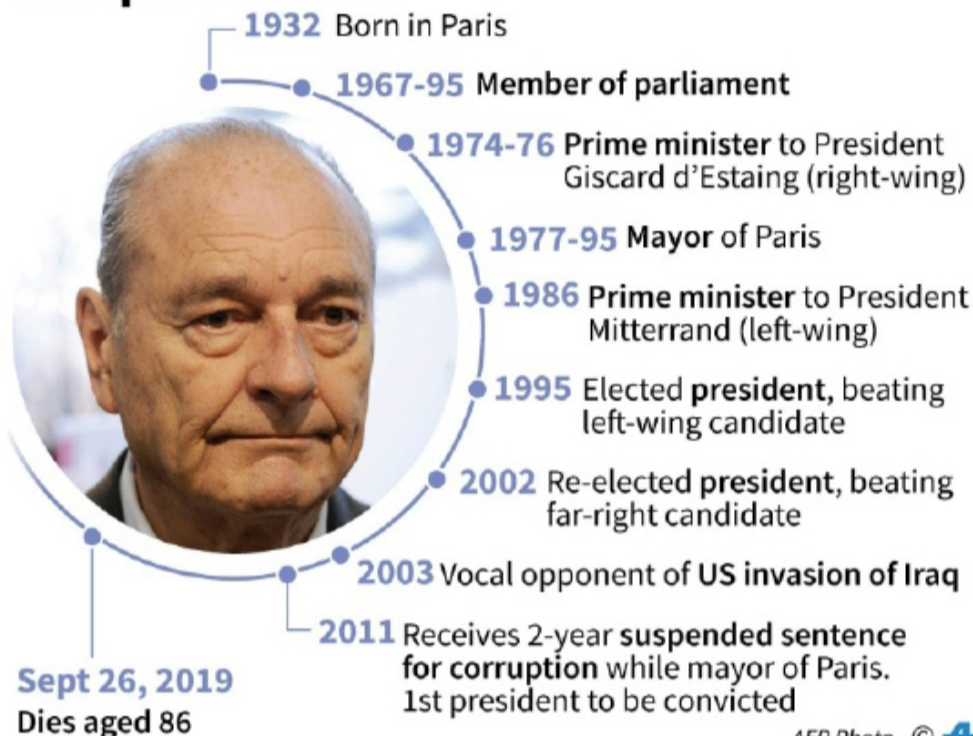 1932 Born in Paris
1967-95 Member of parliament
1974-76 Prime minister to President
Giscard d'Estaing (right-wing)
1977-95 Mayor of Paris
1986 Prime minister to President
Mitterrand (left-wing)
1995 Elected president, beating
left-wing candidate
2002 Re-elected president, beating
far-right candidate
2003 Vocal opponent of US invasion of Iraq
2011 Receives 2-year suspended sentence
for corruption while mayor of Paris.
1st president to be convicted
Sept 26, 2019
Dies aged 86
AFP Photo ©